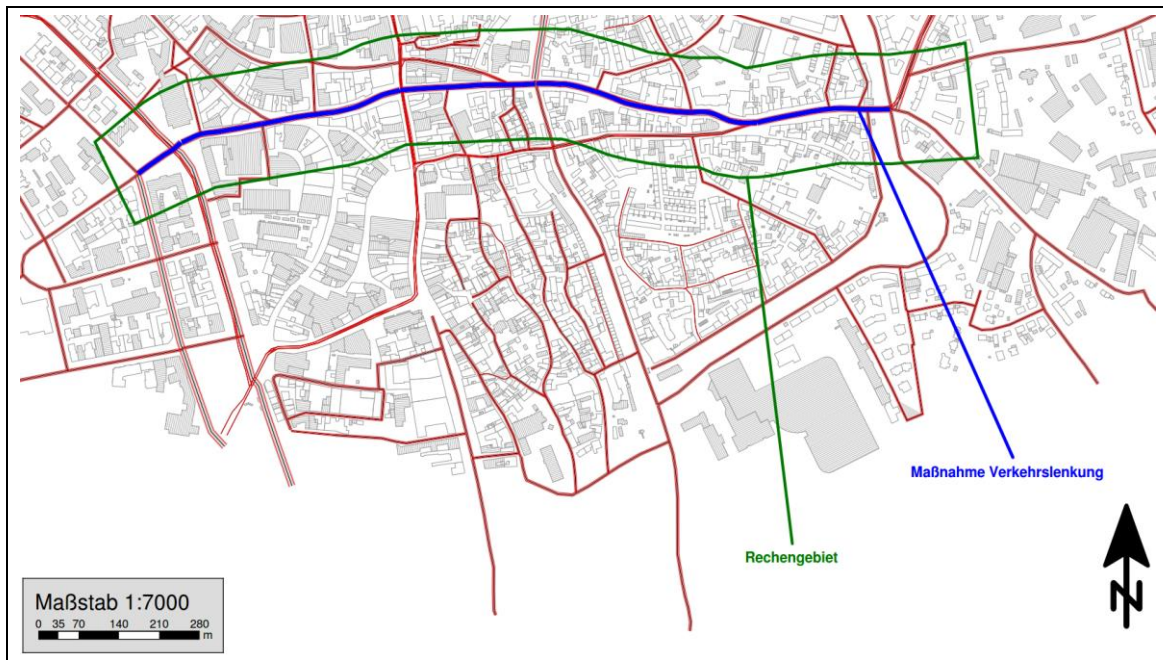 Maßnahme Verkehrslenkung
Rechengebiet
Maßstab 1:7000
0 35 70 140 210 280
m
N